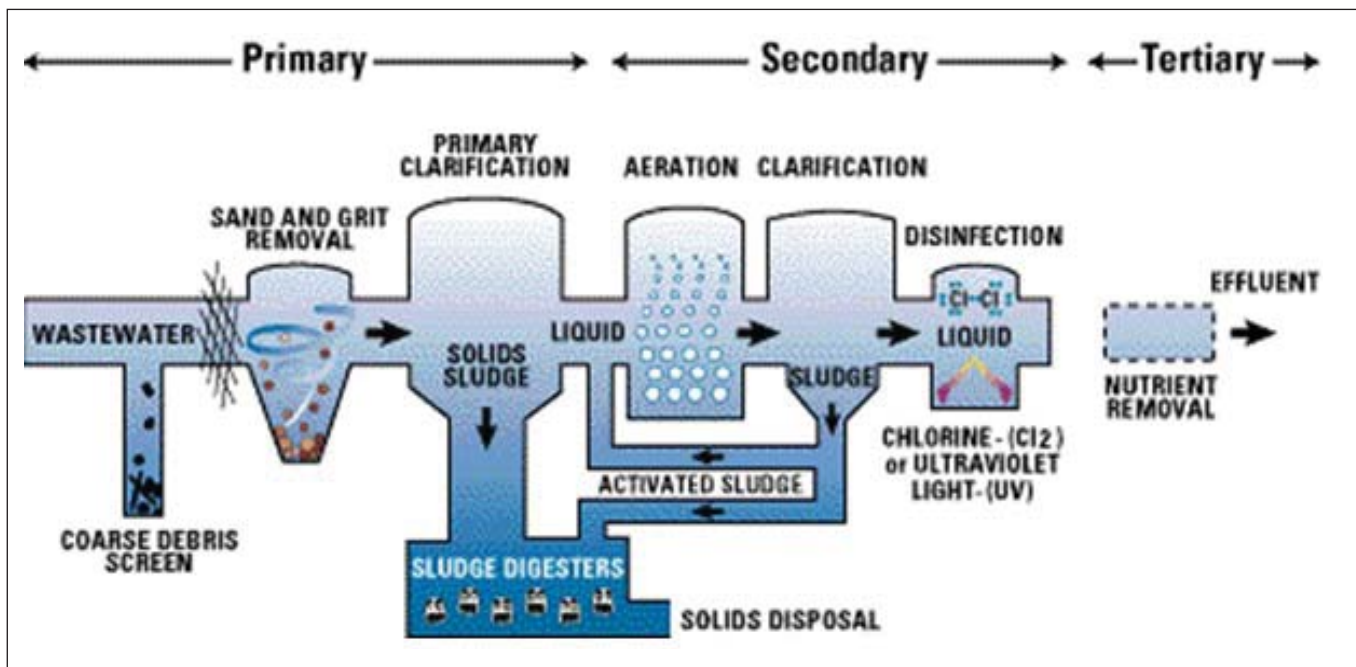 Primary
Secondary
Tertiary
PRIMARY
CLARIFICATION
AERATION
CLARIFICATION
SAND AND GRIT
REMOVAL
DISINFECTION
EFFLUENT
Cl-Cl
WASTEWATER
LIQUID
LIQUID
SOLIDS
SLUDGE
SLUDGE
NUTRIENT
REMOVAL
CHLORINE - (Cl2)
or ULTRAVIOLET
LIGHT-(UV)
ACTIVATED SLUDGE
COARSE DEBRIS
SCREEN
SLUDGE DIGESTERS
SOLIDS DISPOSAL